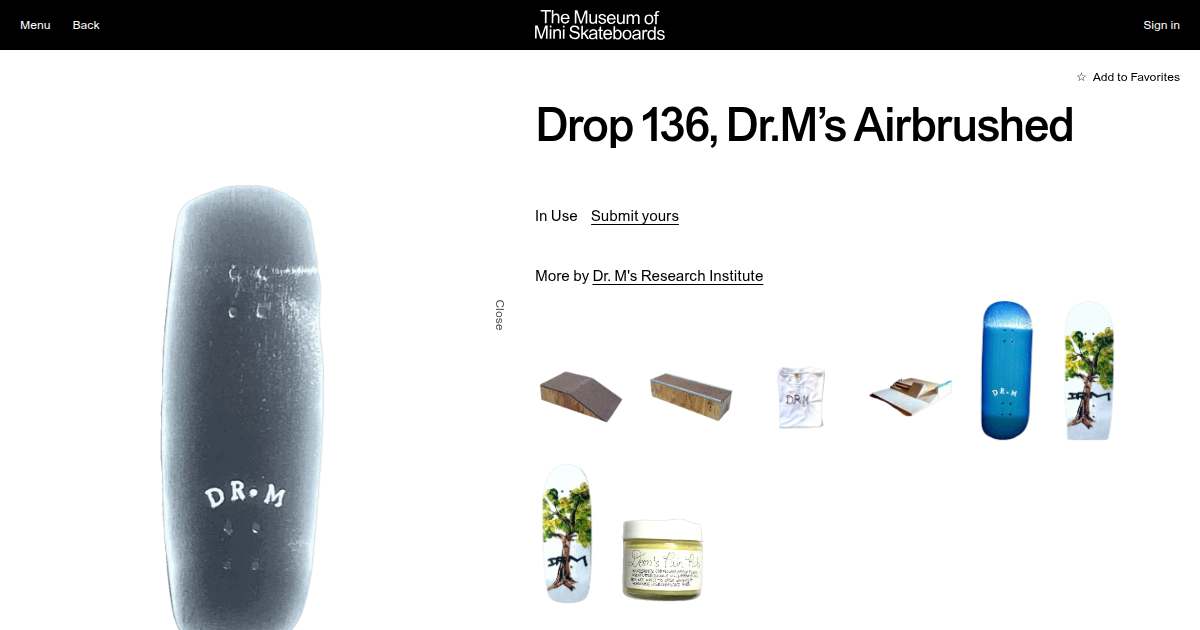 Menu
Back
The Museum of
Mini Skateboards
Sign in
☆ Add to Favorites
Drop 136, Dr.M’s Airbrushed
In Use
Submit yours
More by Dr. M's Research Institute
Close
DR•M
DR.M
DR•M